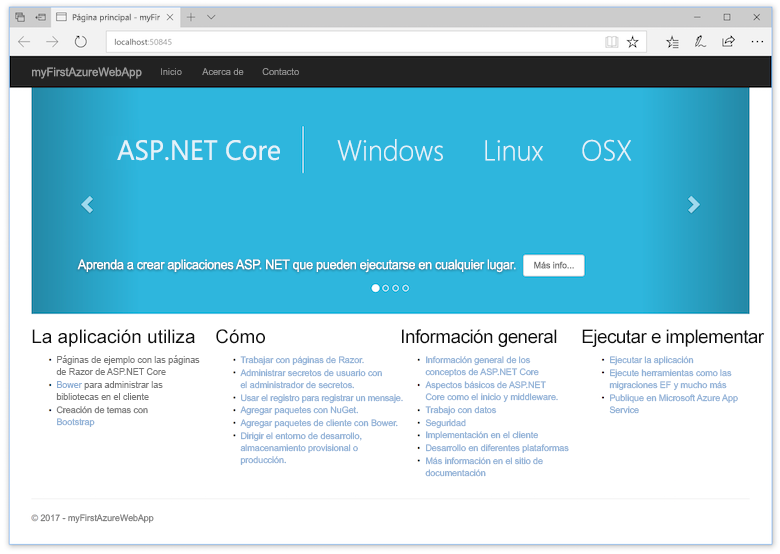 Página principal - myFir
localhost:50845
myFirstAzureWebApp Inicio Acerca de Contacto
ASP.NET Core Windows Linux OSX
Aprenda a crear aplicaciones ASP. NET que pueden ejecutarse en cualquier lugar. Más info...
La aplicación utiliza
Páginas de ejemplo con las páginas
de Razor de ASP.NET Core
Bower para administrar las
bibliotecas en el cliente
Creación de temas con
Bootstrap
Cómo
Trabajar con páginas de Razor.
Administrar secretos de usuario con
el administrador de secretos.
Usar el registro para registrar un mensaje.
Agregar paquetes con NuGet.
Agregar paquetes de cliente con Bower.
Dirigir el entorno de desarrollo,
almacenamiento provisional o
producción.
Información general
Información general de los
conceptos de ASP.NET Core
Aspectos básicos de ASP.NET
Core como el inicio y middleware.
Trabajo con datos
Seguridad
Implementación en el cliente
Desarrollo en diferentes plataformas
Más información en el sitio de
documentación
Ejecutar e implementar
Ejecutar la aplicación
Ejecute herramientas como las
migraciones EF y mucho más
Publique en Microsoft Azure App
Service
© 2017 - myFirstAzureWebApp